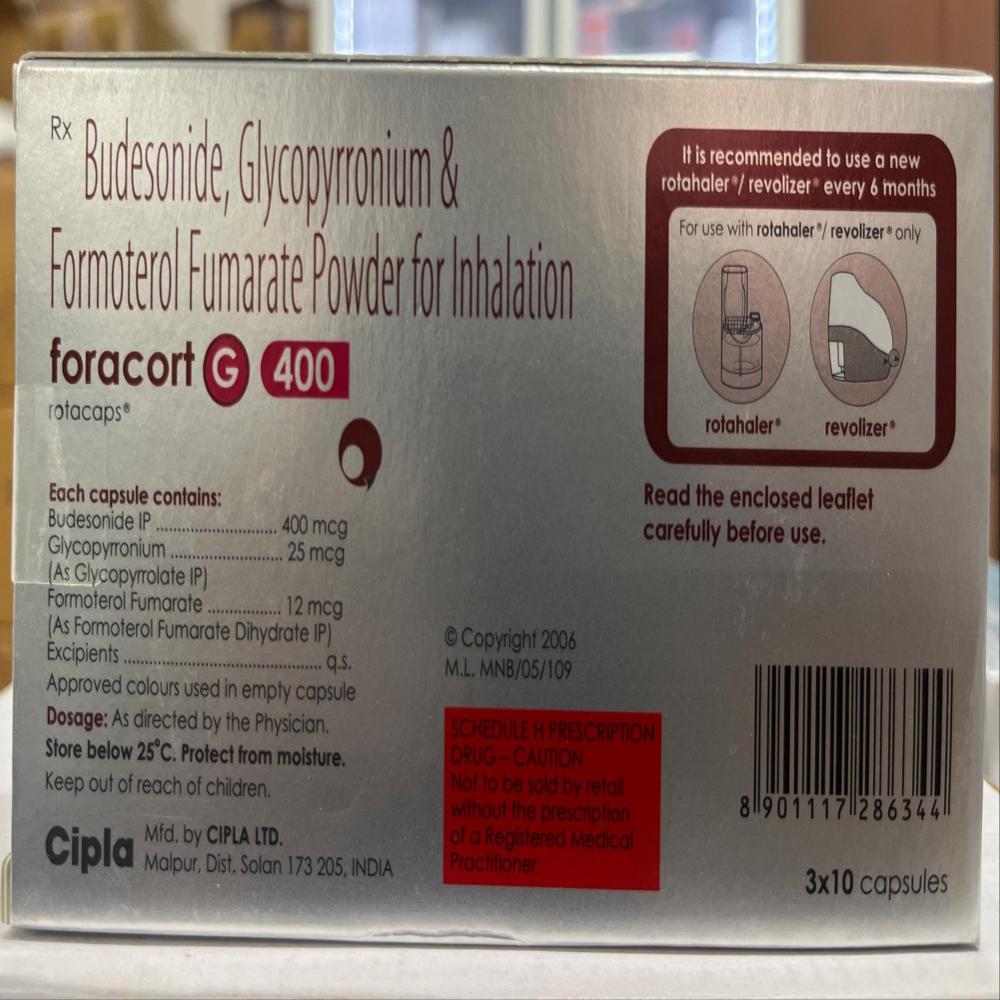 Rx Budesonide, Glycopyrronium &
Formoterol Fumarate Powder for Inhalation
foracort G 400
rotacaps®
Each capsule contains:
Budesonide IP ........................... 400 mcg
Glycopyrronium ......................... 25 mcg
(As Glycopyrrolate IP)
Formoterol Fumarate ................ 12 mcg
(As Formoterol Fumarate Dihydrate IP)
Excipients ............................................ q.s.
Approved colours used in empty capsule
Dosage: As directed by the Physician.
Store below 25°C. Protect from moisture.
Keep out of reach of children.
Cipla
Mfd. by CIPLA LTD.
Malpur, Dist. Solan 173 205, INDIA
© Copyright 2006
M.L. MNB/05/109
SCHEDULE H PRESCRIPTION
DRUG – CAUTION
Not to be sold by retail
without the prescription
of a Registered Medical
Practitioner.
It is recommended to use a new
rotahaler®/ revolizer® every 6 months
For use with rotahaler®/ revolizer® only
rotahaler® revolizer®
Read the enclosed leaflet
carefully before use.
8 901117 286344
3x10 capsules